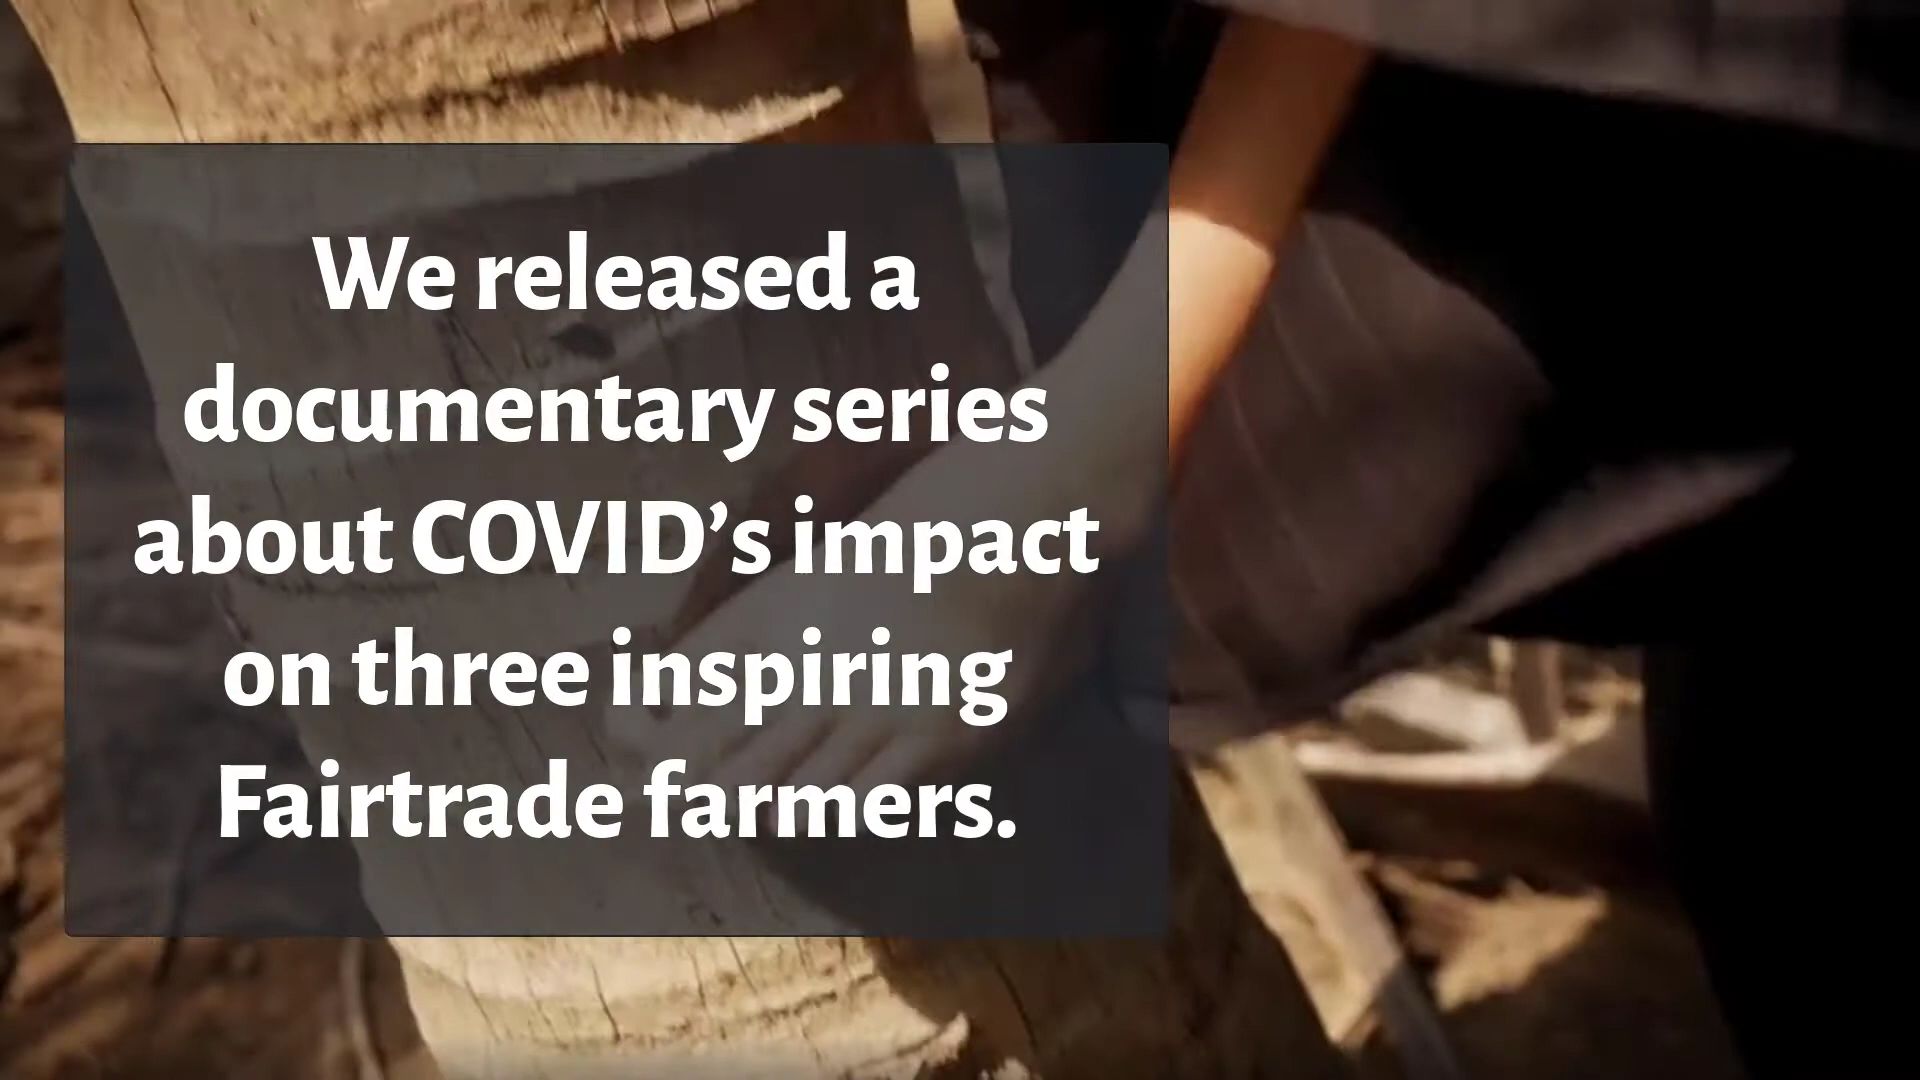 We released a
documentary series
about COVID’s impact
on three inspiring
Fairtrade farmers.